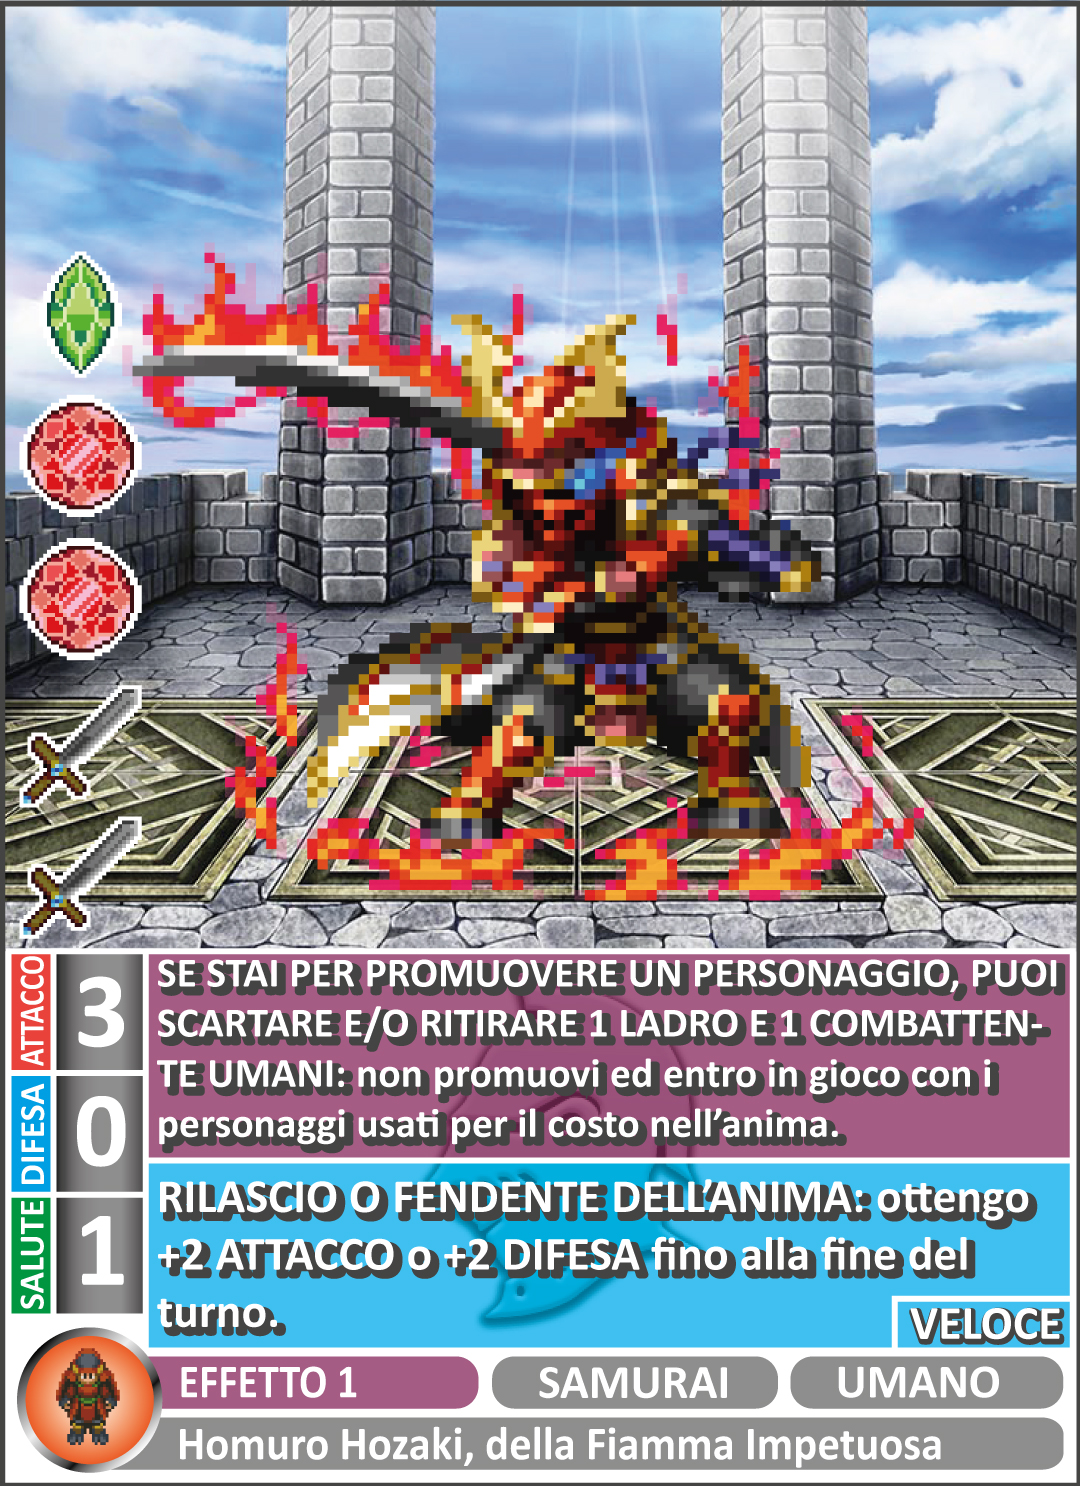 SE STAI PER PROMUOVERE UN PERSONAGGIO, PUOI
SCARTARE E/O RITIRARE 1 LADRO E 1 COMBATTEN-
TE UMANI: non promuovi ed entro in gioco con i
personaggi usati per il costo nell'anima.
ATTACCO 3
DIFESA 0
SALUTE 1
RILASCIO O FENDENTE DELL'ANIMA: ottengo
+2 ATTACCO o +2 DIFESA fino alla fine del
turno.
VELOCE
EFFETTO 1 SAMURAI UMANO
Homuro Hozaki, della Fiamma Impetuosa